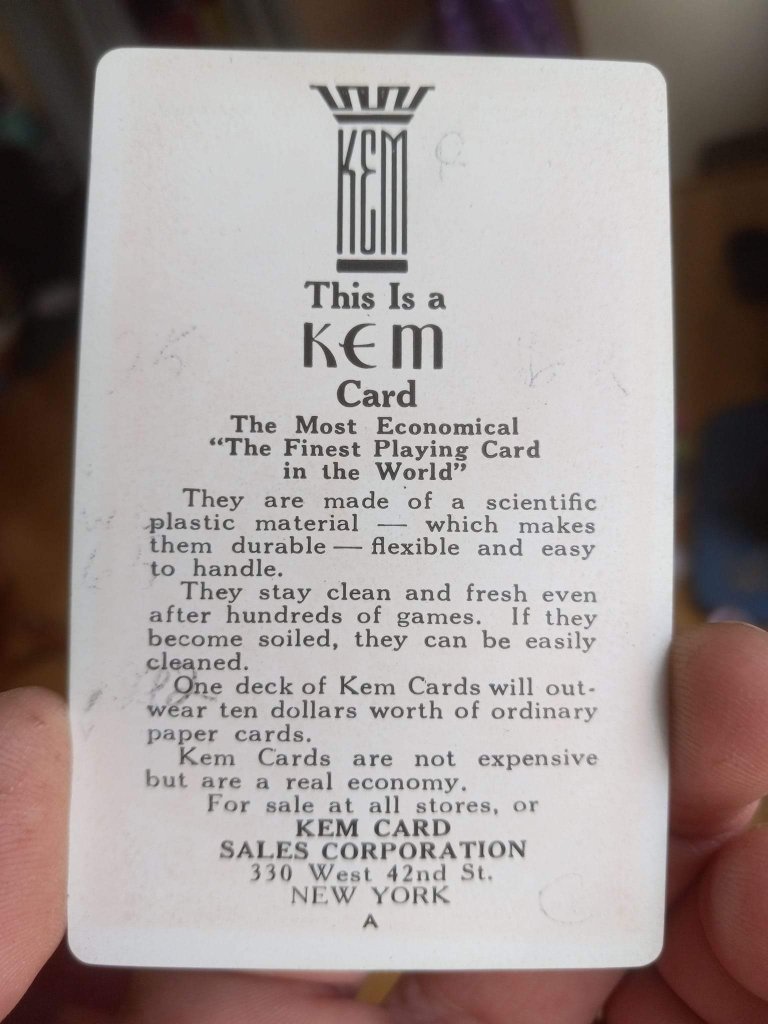 KEM
This Is a
KEM
Card
The Most Economical
“The Finest Playing Card
in the World”
They are made of a scientific
plastic material — which makes
them durable — flexible and easy
to handle.
They stay clean and fresh even
after hundreds of games. If they
become soiled, they can be easily
cleaned.
One deck of Kem Cards will out-
wear ten dollars worth of ordinary
paper cards.
Kem Cards are not expensive
but are a real economy.
For sale at all stores, or
KEM CARD
SALES CORPORATION
330 West 42nd St.
NEW YORK
A